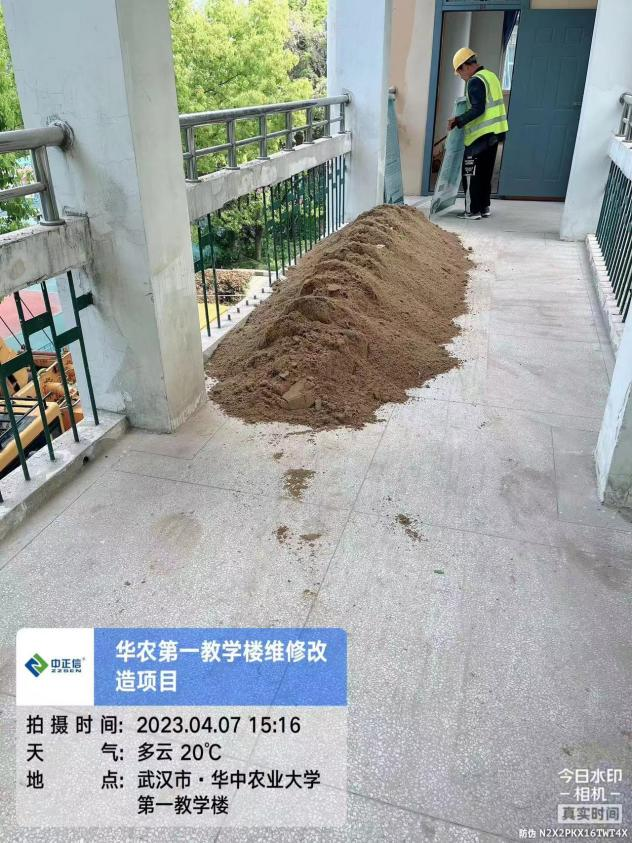 中正信
ZZSEN
华农第一教学楼维修改
造项目
拍摄时间: 2023.04.07 15:16
天 气: 多云 20℃
地 点: 武汉市·华中农业大学
第一教学楼
今日水印
相机
真实时间
防伪 N2X2PKX16TWT4X